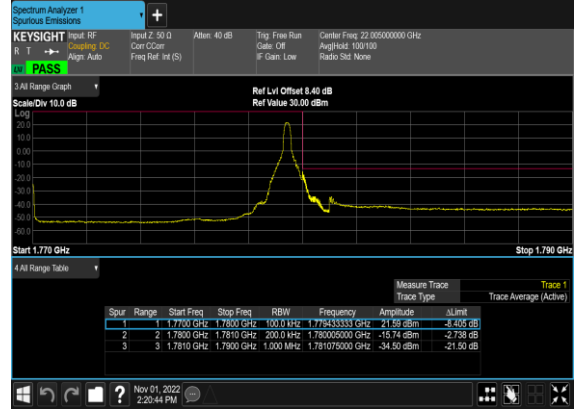 Spectrum Analyzer 1
Spurious Emissions
KEYSIGHT Input: RF Input Z: 50 Ω Atten: 40 dB Trig: Free Run Center Freq: 22.005000000 GHz
R T Coupling: DC Corr CCorr Gate: Off Avg|Hold: 100/100
Align: Auto Freq Ref: Int (S) IF Gain: Low Radio Std: None
PASS
3 All Range Graph Ref Lvl Offset 8.40 dB
Scale/Div 10.0 dB Ref Value 30.00 dBm
Log
20.0
10.0
0.00
-10.0
-20.0
-30.0
-40.0
-50.0
-60.0
Start 1.770 GHz Stop 1.790 GHz
4 All Range Table
Measure Trace Trace 1
Trace Type Trace Average (Active)
Spur Range Start Freq Stop Freq RBW Frequency Amplitude ΔLimit
1 1 1.7700 GHz 1.7800 GHz 100.0 kHz 1.779433333 GHz 21.59 dBm -8.405 dB
2 2 1.7800 GHz 1.7810 GHz 200.0 kHz 1.780005000 GHz -15.74 dBm -2.738 dB
3 3 1.7810 GHz 1.7900 GHz 1.000 MHz 1.781075000 GHz -34.50 dBm -21.50 dB
? Nov 01, 2022
2:20:44 PM